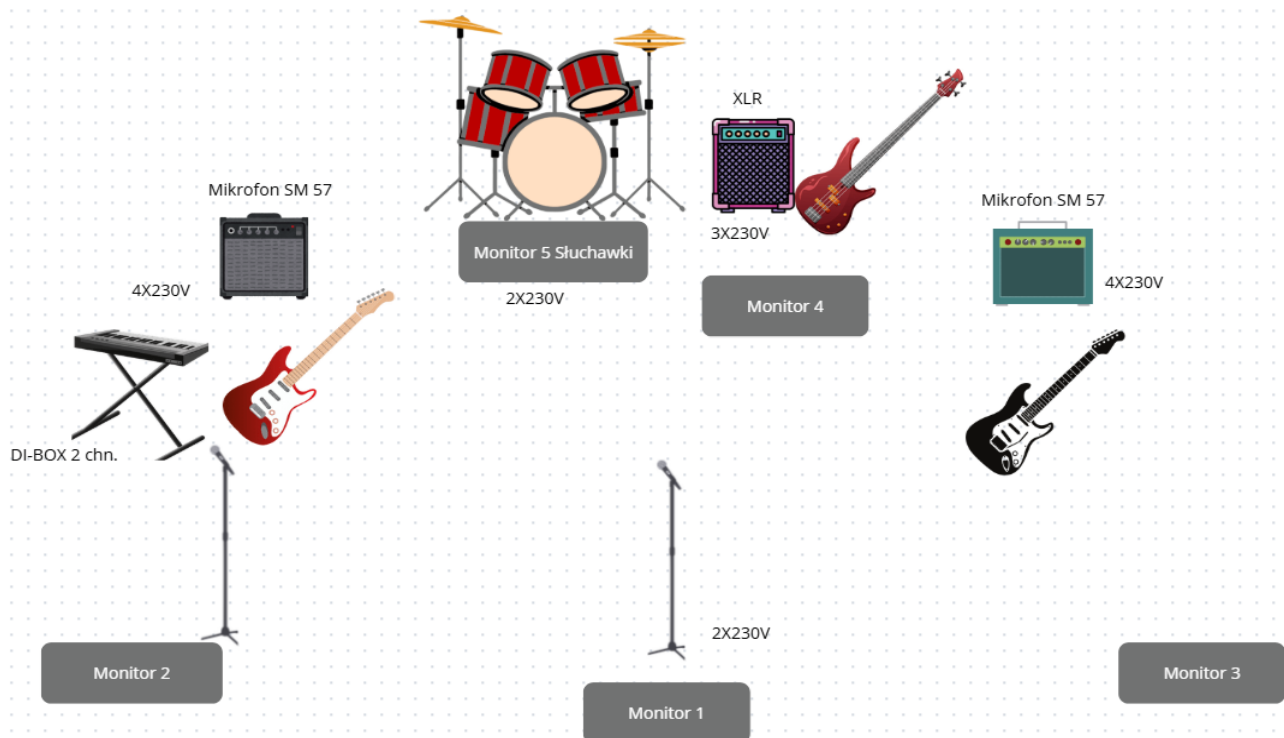 XLR
Mikrofon SM 57
Mikrofon SM 57
3X230V
Monitor 5 Słuchawki
4X230V
4X230V
2X230V
Monitor 4
DI-BOX 2 chn.
2X230V
Monitor 2
Monitor 3
Monitor 1